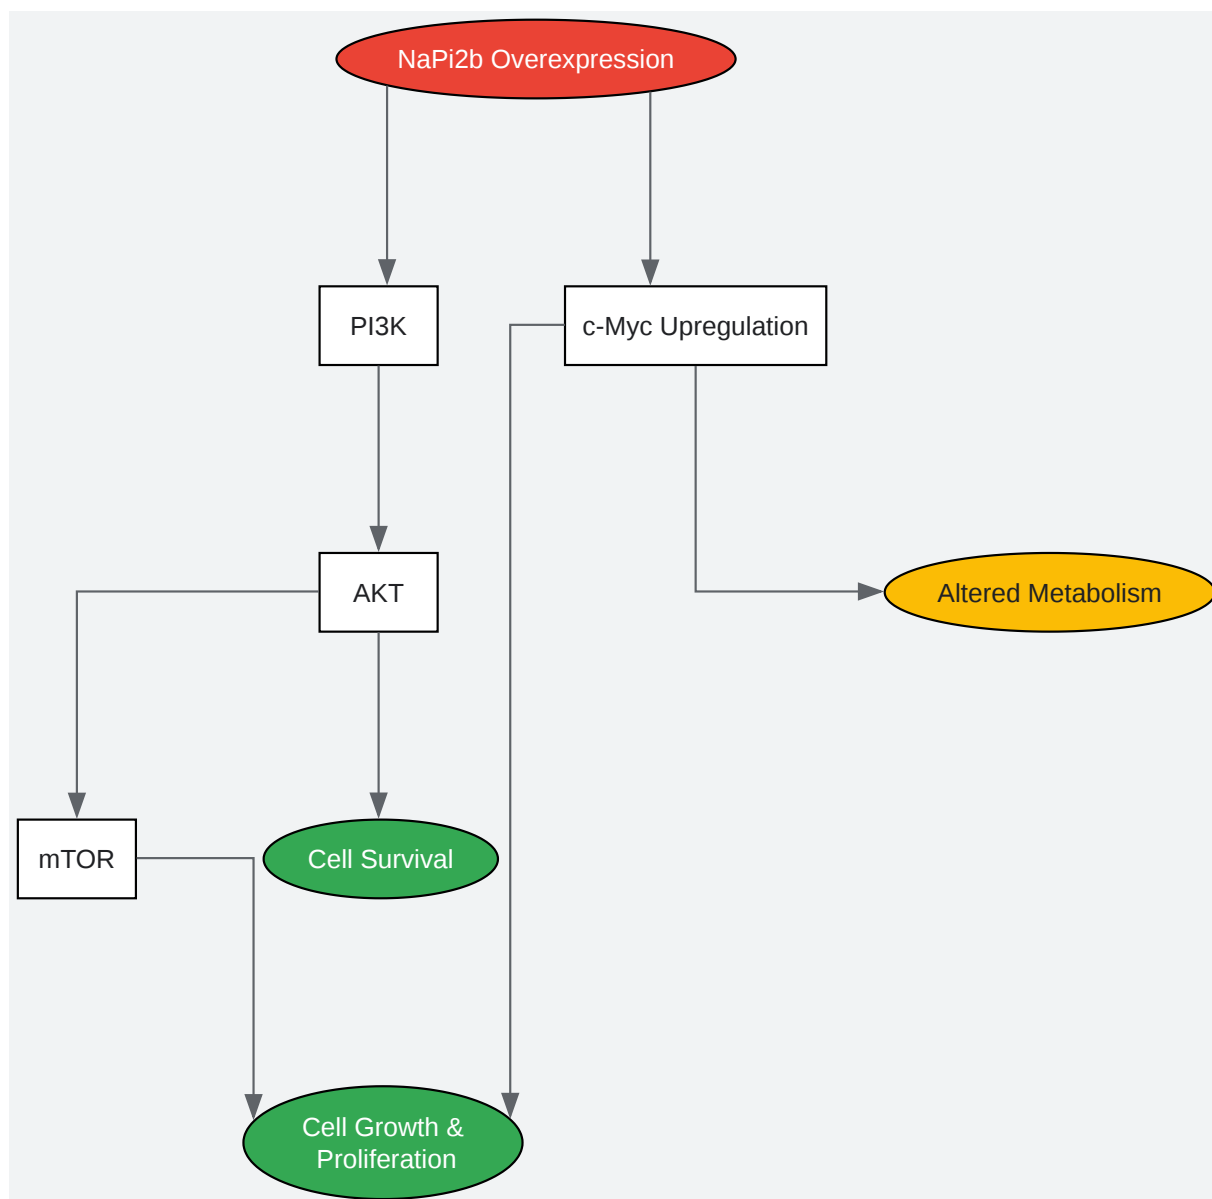 NaPi2b Overexpression
PI3K
c-Myc Upregulation
AKT
Altered Metabolism
mTOR
Cell Survival
Cell Growth &
Proliferation